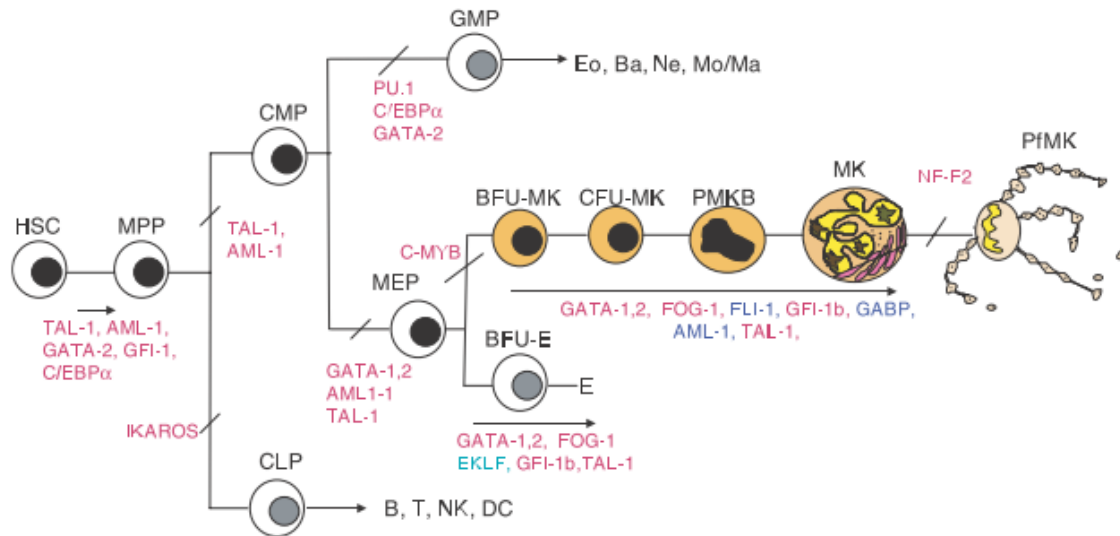 GMP
Eo, Ba, Ne, Mo/Ma
PU.1
C/EBPα
GATA-2
CMP
PfMK
NF-F2
MK
BFU-MK
CFU-MK
PMKB
HSC
MPP
TAL-1,
AML-1
C-MYB
MEP
GATA-1,2, FOG-1, FLI-1, GFI-1b, GABP,
AML-1, TAL-1,
TAL-1, AML-1,
GATA-2, GFI-1,
C/EBPα
BFU-E
E
GATA-1,2
AML1-1
TAL-1
IKAROS
GATA-1,2, FOG-1
EKLF, GFI-1b,TAL-1
CLP
B, T, NK, DC